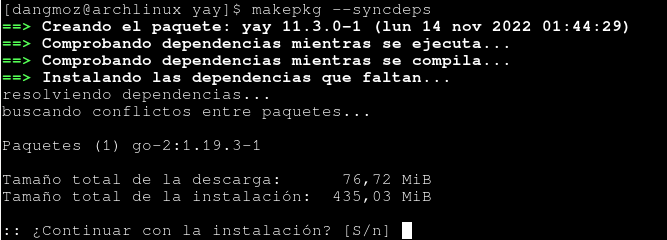 [dangmoz@archlinux yay]$ makepkg --syncdeps
==> Creando el paquete: yay 11.3.0-1 (lun 14 nov 2022 01:44:29)
==> Comprobando dependencias mientras se ejecuta...
==> Comprobando dependencias mientras se compila...
==> Instalando las dependencias que faltan...
resolviendo dependencias...
buscando conflictos entre paquetes...
Paquetes (1) go-2:1.19.3-1
Tamaño total de la descarga:      76,72 MiB
Tamaño total de la instalación:  435,03 MiB
:: ¿Continuar con la instalación? [S/n]